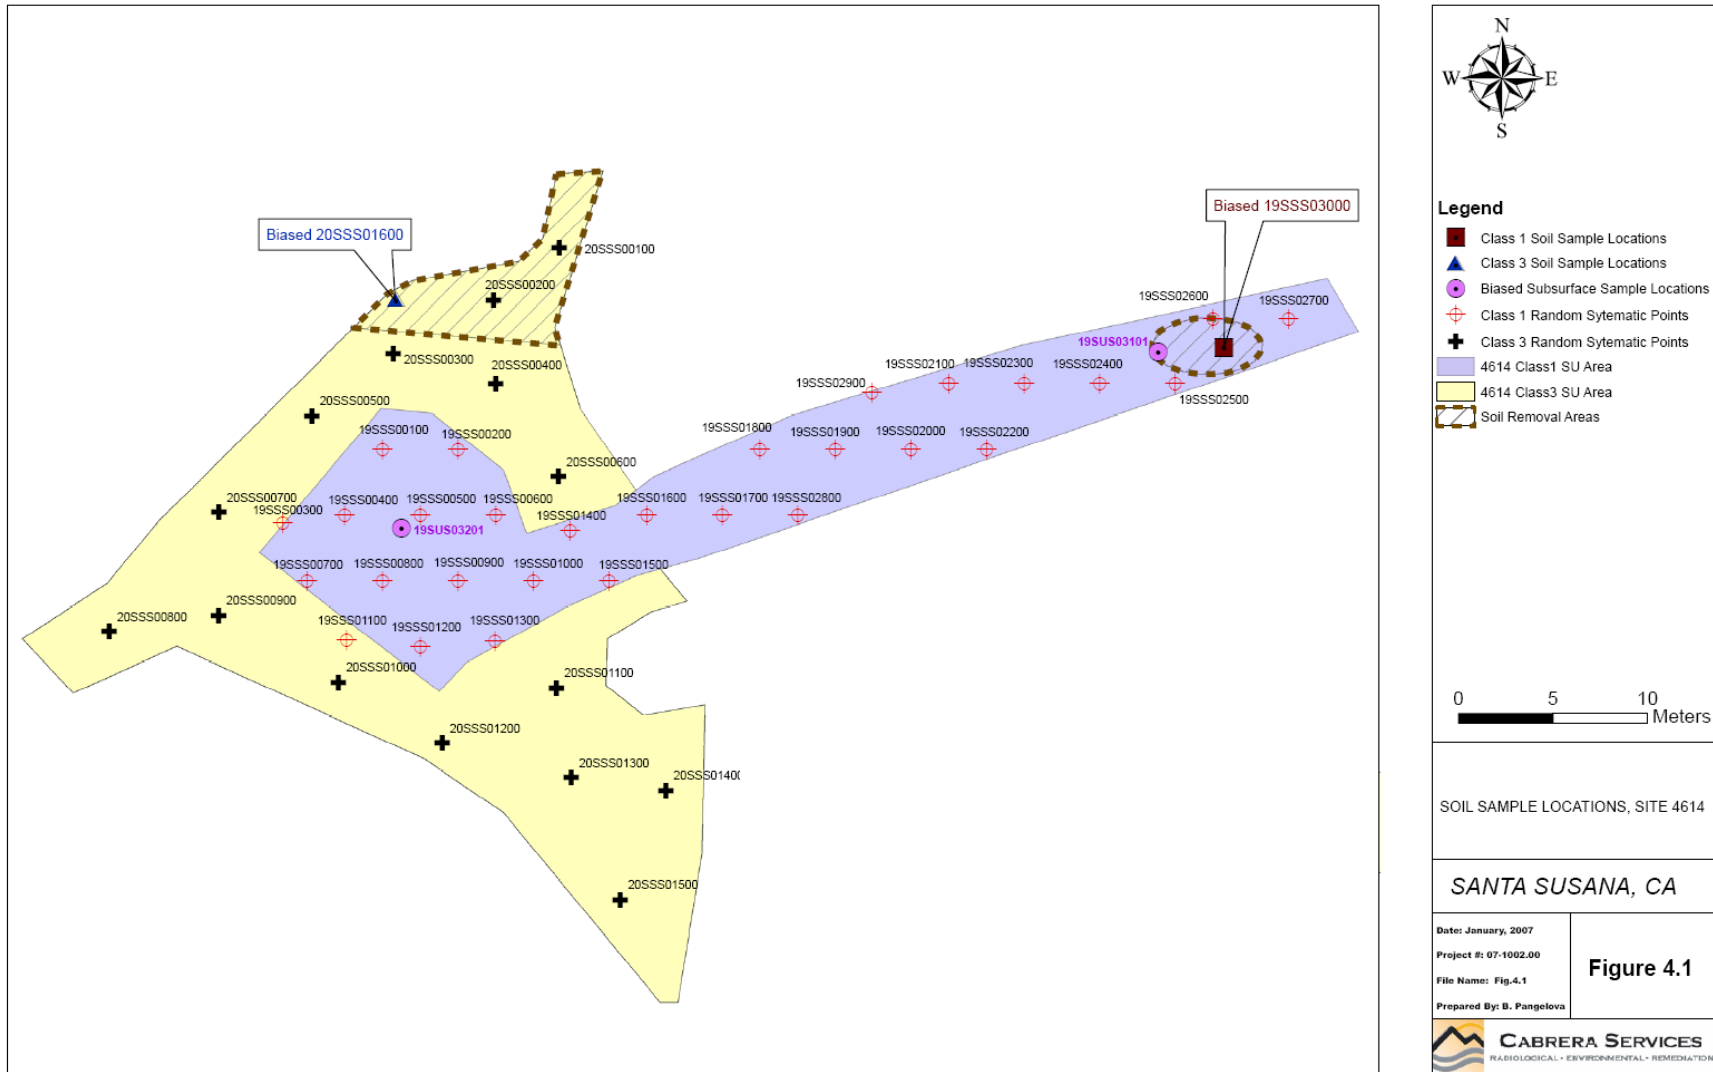 N
W E
S
Legend
Class 1 Soil Sample Locations
Class 3 Soil Sample Locations
Biased Subsurface Sample Locations
Class 1 Random Sytematic Points
Class 3 Random Sytematic Points
4614 Class1 SU Area
4614 Class3 SU Area
Soil Removal Areas
0 5 10
Meters
SOIL SAMPLE LOCATIONS, SITE 4614
SANTA SUSANA, CA
Date: January, 2007
Project #: 07-1002.00
File Name: Fig.4.1
Prepared By: B. Pangelova
Figure 4.1
CABRERA SERVICES
RADIOLOGICAL • ENVIRONMENTAL • REMEDIATION
Biased 19SSS03000
Biased 20SSS01600
20SSS00100
20SSS00200
19SSS02600
19SSS02700
19SUS03101
20SSS00300
20SSS00400
19SSS02100
19SSS02300
19SSS02400
19SSS02900
19SSS02500
20SSS00500
19SSS00100
19SSS00200
19SSS01800
19SSS01900
19SSS02000
19SSS02200
20SSS00600
20SSS00700
19SSS00300
19SSS00400
19SSS00500
19SSS00600
19SSS01600
19SSS01700
19SSS02800
19SSS01400
19SUS03201
19SSS00700
19SSS00800
19SSS00900
19SSS01000
19SSS01500
20SSS00800
20SSS00900
19SSS01100
19SSS01200
19SSS01300
20SSS01000
20SSS01100
20SSS01200
20SSS01300
20SSS01400
20SSS01500